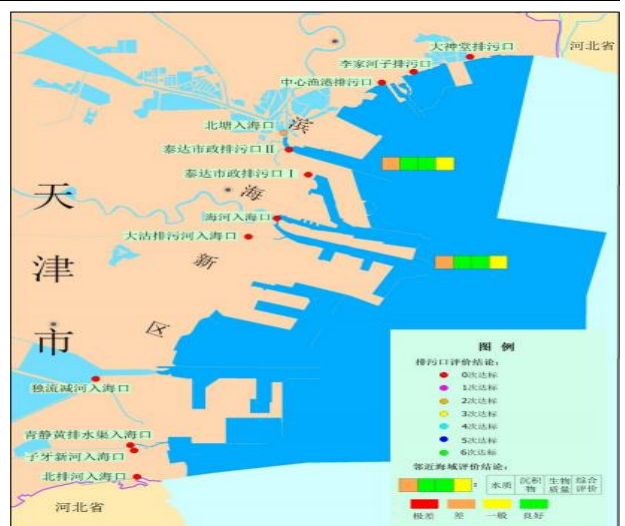 大神堂排污口
河北省
李家河子排污口
中心渔港排污口
北塘入海口
滨
泰达市政排污口Ⅱ
泰达市政排污口Ⅰ
海
天
海河入海口
大沽排污河入海口
新
津
区
市
独流减河入海口
青静黄排水渠入海口
子牙新河入海口
北排河入海口
河北省
图 例
排污口评价结论：
0次达标
1次达标
2次达标
3次达标
4次达标
5次达标
6次达标
邻近海域评价结论：
： 水质 沉积物 生物质量 综合评价
极差 差 一般 良好